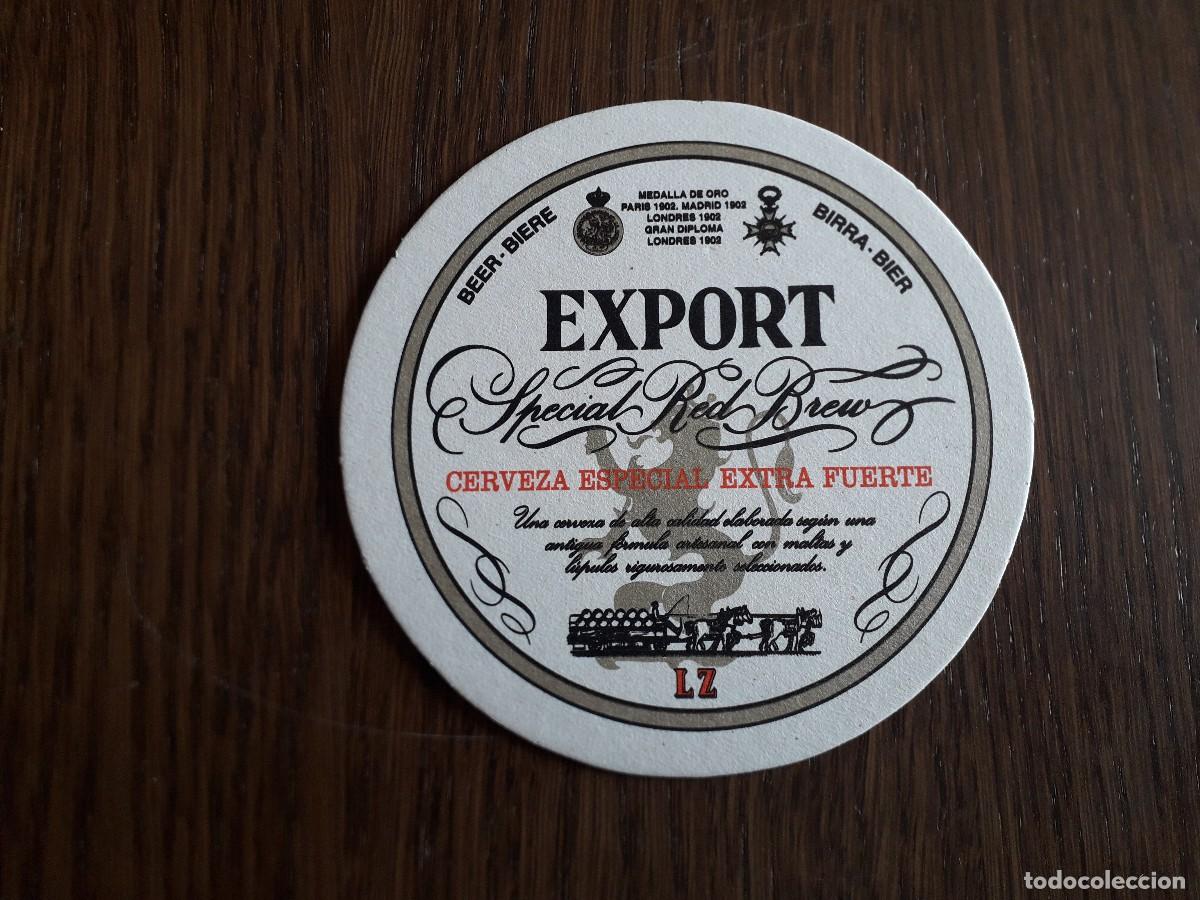 MEDALLA DE ORO
PARIS 1902. MADRID 1902
LONDRES 1902
GRAN DIPLOMA
LONDRES 1902
BEER-BIERE
BIRRA-BIER
EXPORT
Special Red Brew
CERVEZA ESPECIAL EXTRA FUERTE
Una cerveza de alta calidad elaborada según una
antigua fórmula artesanal con maltas y
lúpulos rigurosamente seleccionados.
LZ
todocoleccion